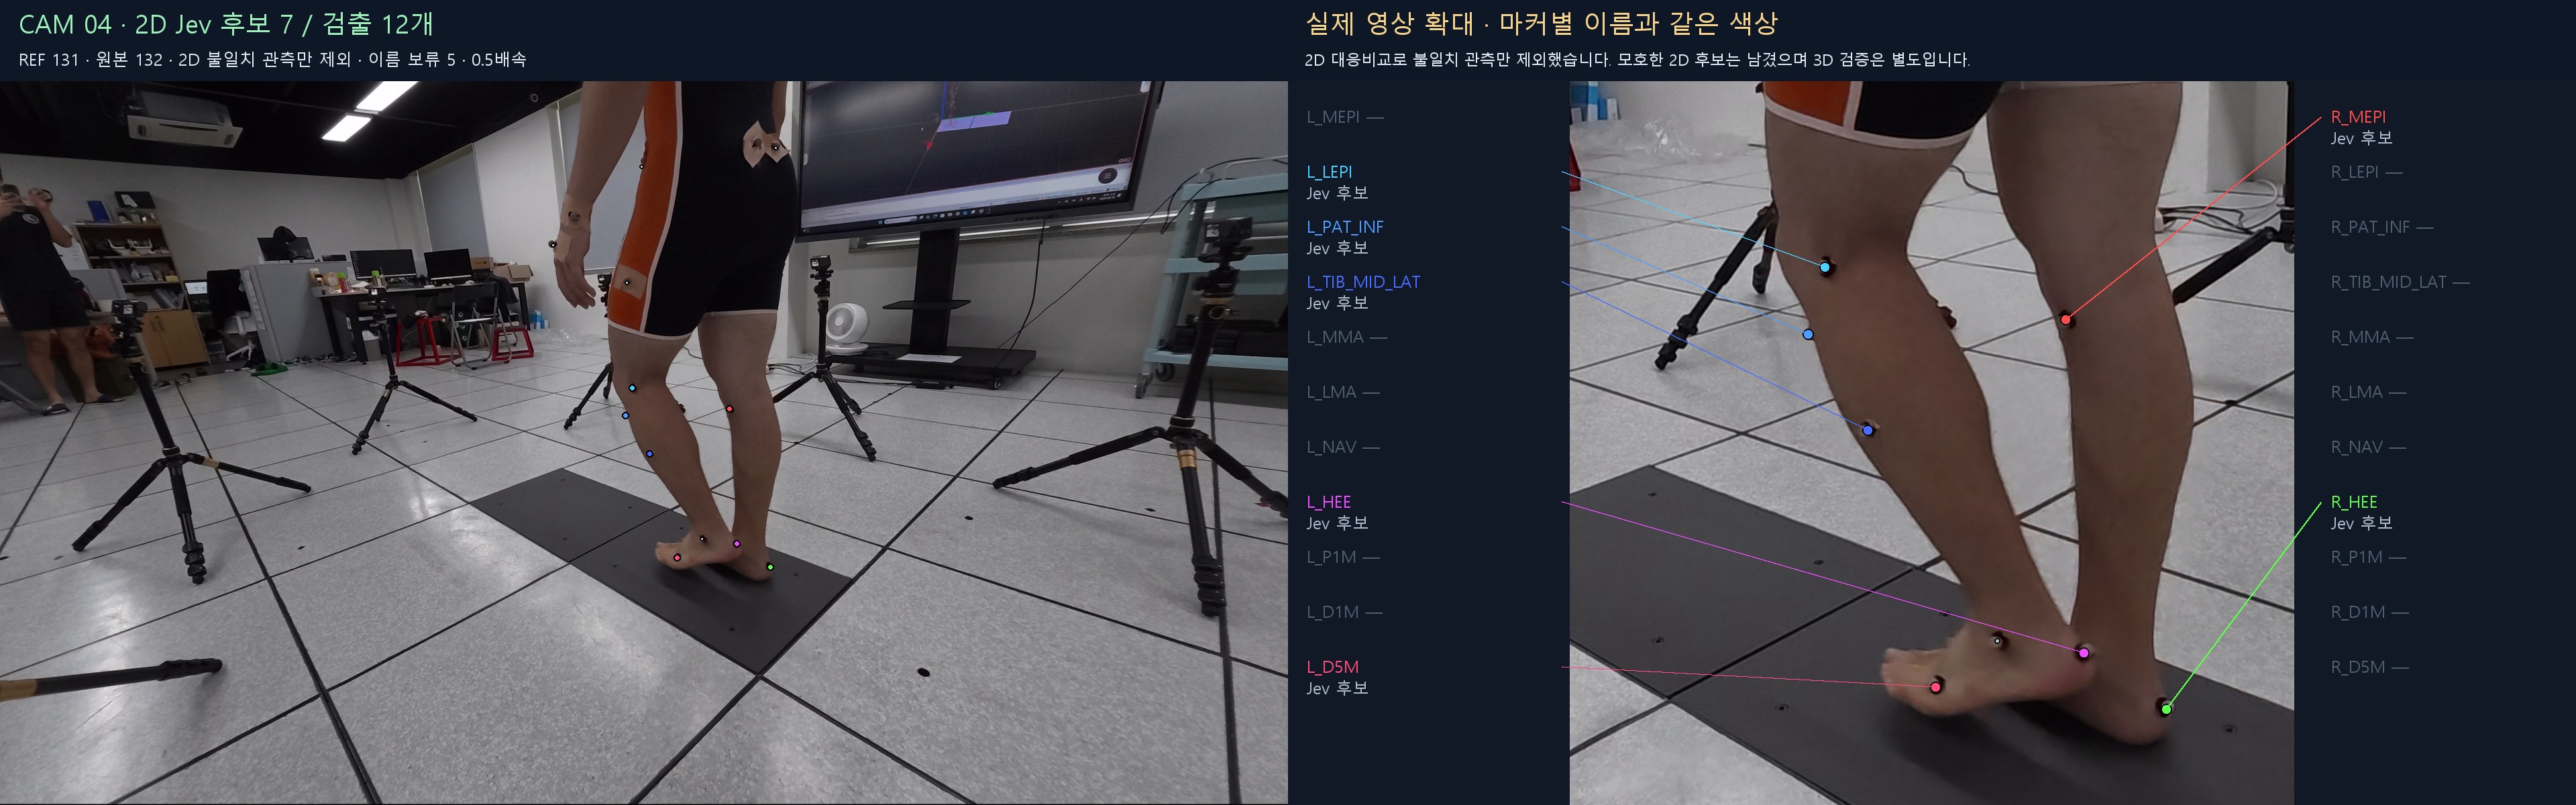 CAM 04 · 2D Jev 후보 7 / 검출 12개
REF 131 · 원본 132 · 2D 불일치 관측만 제외 · 이름 보류 5 · 0.5배속
실제 영상 확대 · 마커별 이름과 같은 색상
2D 대응비교로 불일치 관측만 제외했습니다. 모호한 2D 후보는 남겼으며 3D 검증은 별도입니다.
L_MEPI —
L_LEPI
Jev 후보
L_PAT_INF
Jev 후보
L_TIB_MID_LAT
Jev 후보
L_MMA —
L_LMA —
L_NAV —
L_HEE
Jev 후보
L_P1M —
L_D1M —
L_D5M
Jev 후보
R_MEPI
Jev 후보
R_LEPI —
R_PAT_INF —
R_TIB_MID_LAT —
R_MMA —
R_LMA —
R_NAV —
R_HEE
Jev 후보
R_P1M —
R_D1M —
R_D5M —